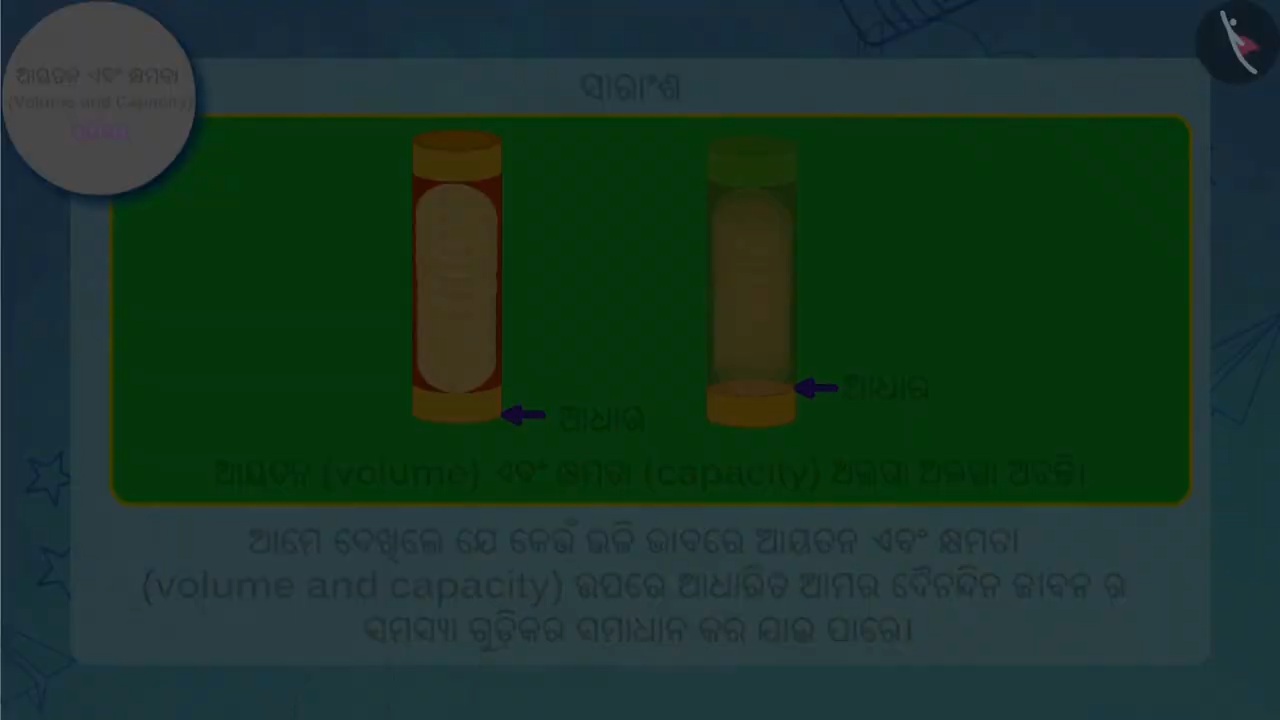 ଆୟତନ ଏବଂ କ୍ଷମତା
(Volume and Capacity)
ସାରାଂଶ
ଆଧାର
ଆଧାର
ଆୟତନ (volume) ଏବଂ କ୍ଷମତା (capacity) ଅଲଗା ଅଲଗା ଅଟନ୍ତି।
ଆମେ ଦେଖିଲେ ଯେ କେଉଁ ଭଳି ଭାବରେ ଆୟତନ ଏବଂ କ୍ଷମତା
(volume and capacity) ଉପରେ ଆଧାରିତ ଆମର ଦୈନନ୍ଦିନ ଜୀବନ ର
ସମସ୍ୟା ଗୁଡ଼ିକର ସମାଧାନ କରା ଯାଇ ପାରେ।